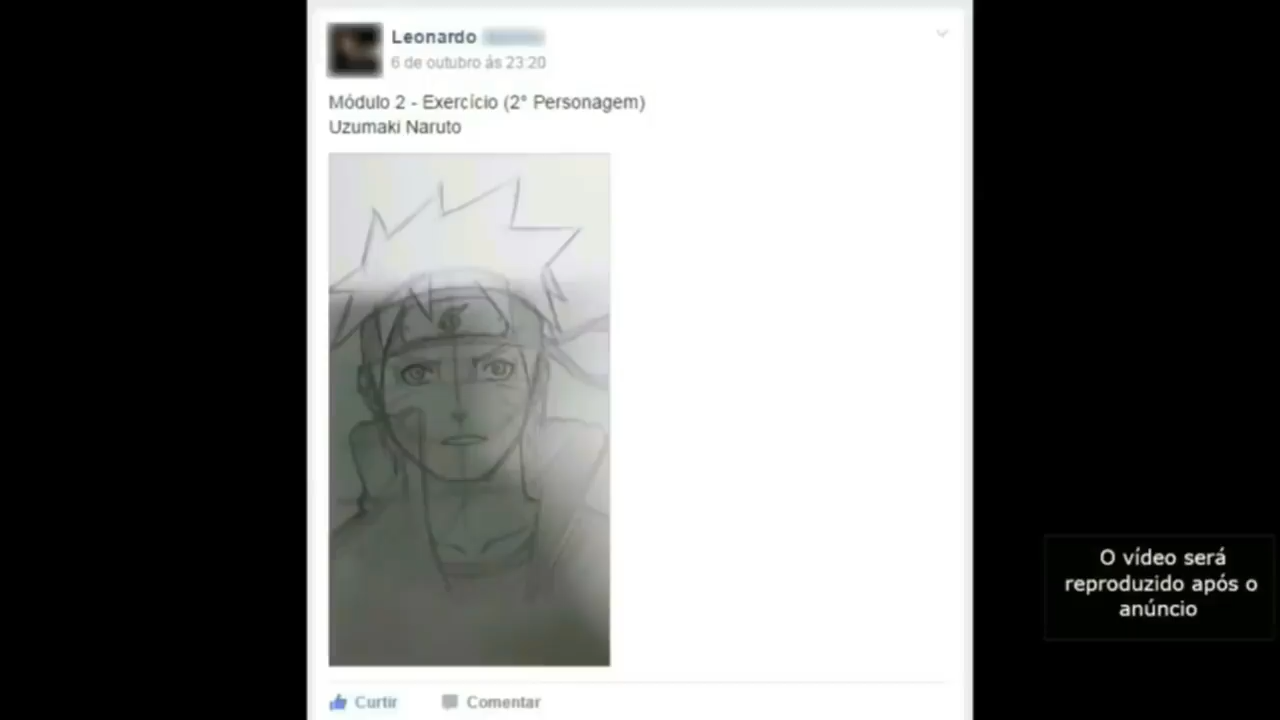 Leonardo
6 de outubro às 23:20
Módulo 2 - Exercício (2° Personagem)
Uzumaki Naruto
Curtir
Comentar
O vídeo será
reproduzido após o
anúncio